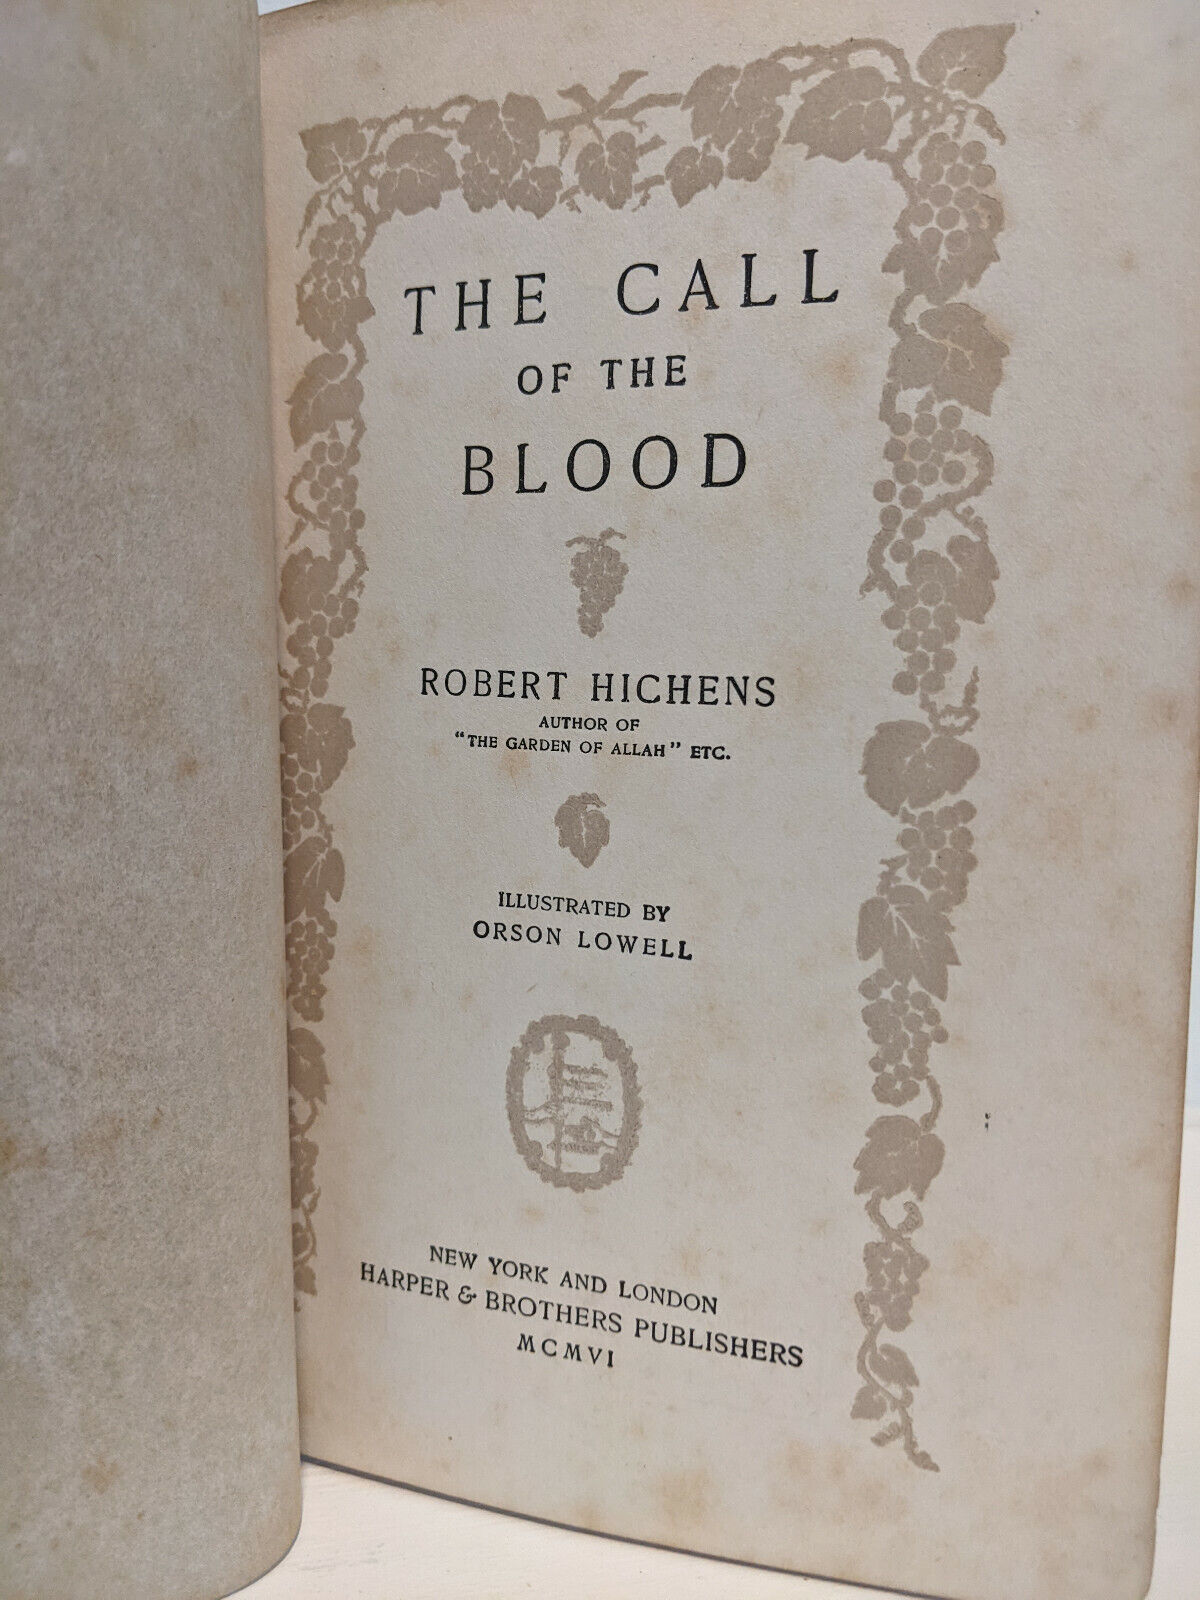 THE CALL
OF THE
BLOOD
ROBERT HICHENS
AUTHOR OF
"THE GARDEN OF ALLAH" ETC.
ILLUSTRATED BY
ORSON LOWELL
NEW YORK AND LONDON
HARPER & BROTHERS PUBLISHERS
MCMVI